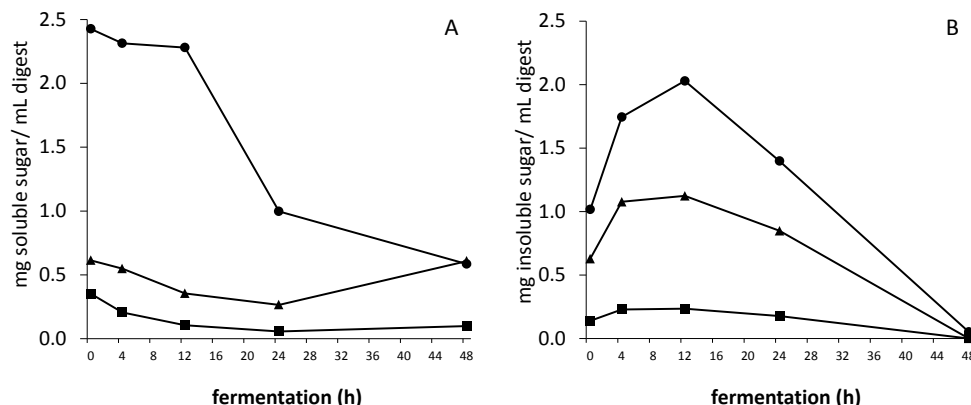 A
mg soluble sugar/ mL digest
2.5
2.0
1.5
1.0
0.5
0.0
0 4 8 12 16 20 24 28 32 36 40 44 48
fermentation (h)
B
mg insoluble sugar/ mL digest
2.5
2.0
1.5
1.0
0.5
0.0
0 4 8 12 16 20 24 28 32 36 40 44 48
fermentation (h)